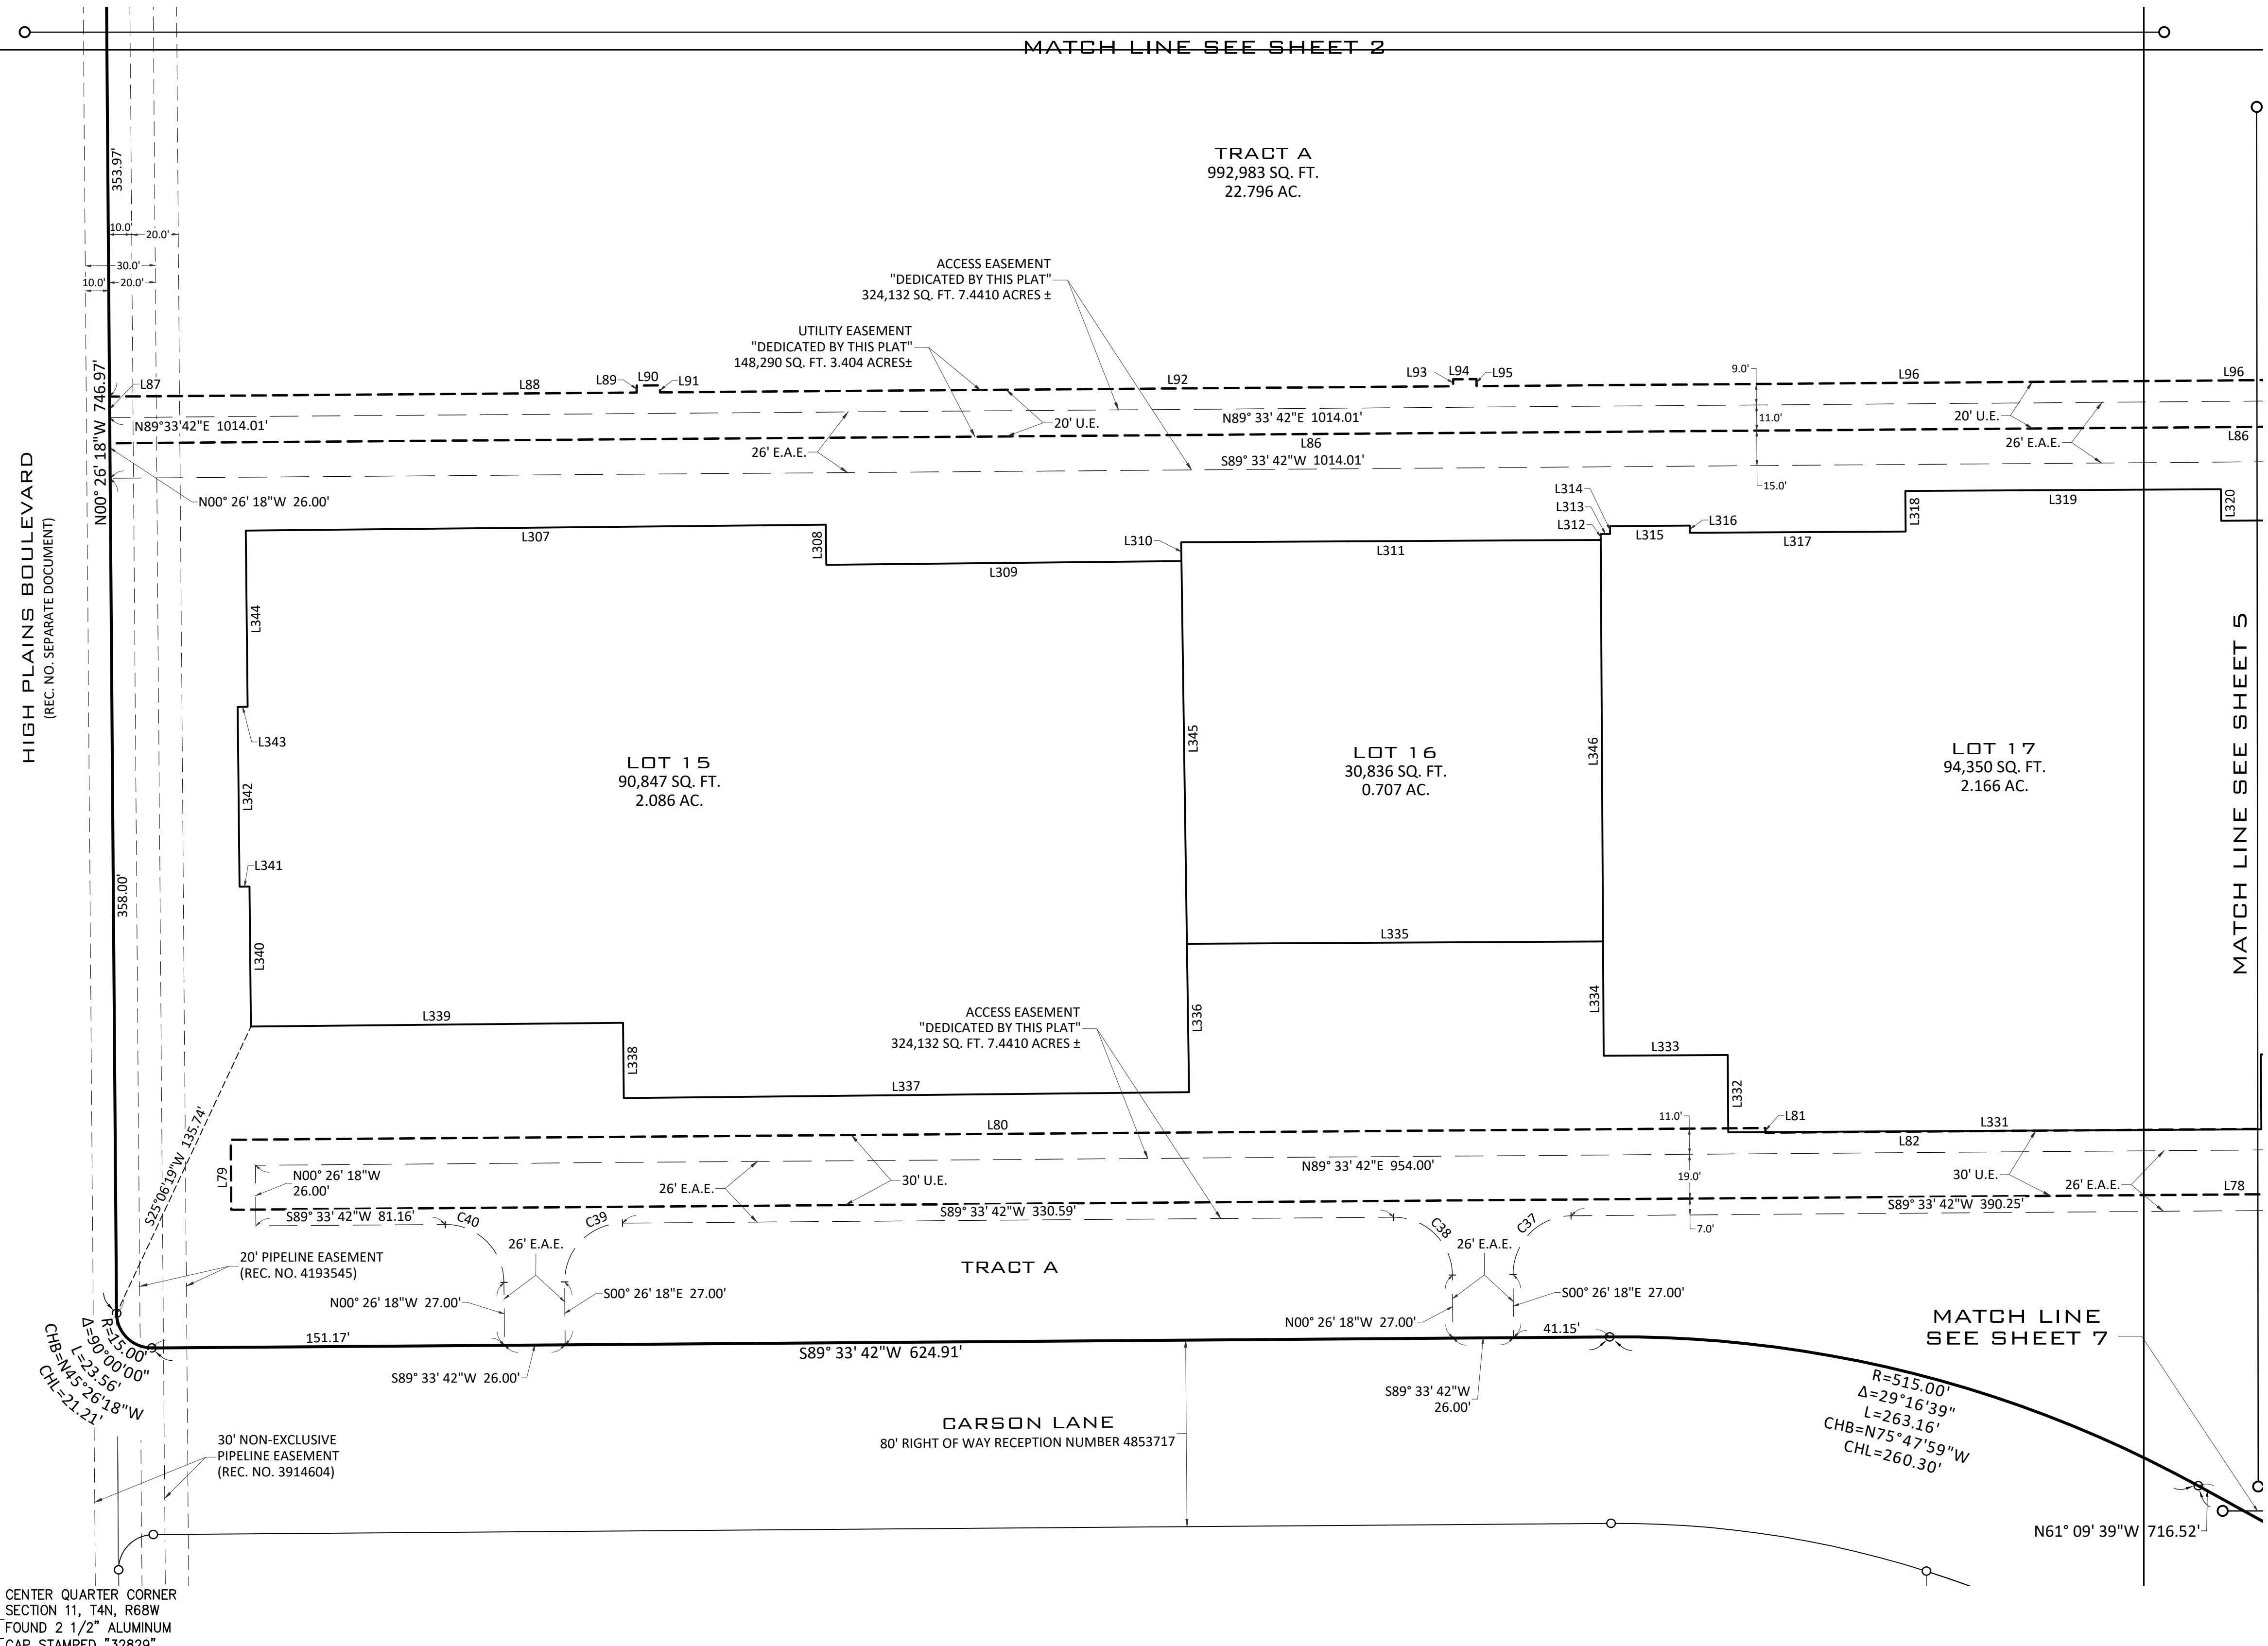 MATCH LINE SEE SHEET 2
TRACT A
992,983 SQ. FT.
22.796 AC.
353.97'
10.0'
20.0'
30.0'
10.0'
20.0'
ACCESS EASEMENT
"DEDICATED BY THIS PLAT"
324,132 SQ. FT. 7.4410 ACRES ±
UTILITY EASEMENT
"DEDICATED BY THIS PLAT"
148,290 SQ. FT. 3.404 ACRES±
N00° 26' 18"W 746.97'
L87
L88
L89
L90
L91
L92
L93
L94
L95
9.0'
L96
L96
N89°33'42"E 1014.01'
20' U.E.
N89° 33' 42"E 1014.01'
11.0'
20' U.E.
26' E.A.E.
L86
26' E.A.E.
L86
S89° 33' 42"W 1014.01'
15.0'
N00° 26' 18"W 26.00'
HIGH PLAINS BOULEVARD
(REC. NO. SEPARATE DOCUMENT)
L307
L308
L309
L310
L311
L312
L313
L314
L315
L316
L317
L318
L319
L320
L344
L343
L342
L341
L340
LOT 15
90,847 SQ. FT.
2.086 AC.
L345
LOT 16
30,836 SQ. FT.
0.707 AC.
L346
LOT 17
94,350 SQ. FT.
2.166 AC.
MATCH LINE SEE SHEET 5
358.00'
L335
L334
L336
L339
L338
L337
L333
L332
ACCESS EASEMENT
"DEDICATED BY THIS PLAT"
324,132 SQ. FT. 7.4410 ACRES ±
S25°06'19"W 135.74'
L79
L80
11.0'
L81
L331
L82
N00° 26' 18"W
26.00'
26' E.A.E.
30' U.E.
N89° 33' 42"E 954.00'
19.0'
30' U.E.
26' E.A.E.
L78
S89° 33' 42"W 81.16'
C40
C39
S89° 33' 42"W 330.59'
C38
C37
S89° 33' 42"W 390.25'
7.0'
26' E.A.E.
26' E.A.E.
20' PIPELINE EASEMENT
(REC. NO. 4193545)
TRACT A
N00° 26' 18"W 27.00'
S00° 26' 18"E 27.00'
N00° 26' 18"W 27.00'
S00° 26' 18"E 27.00'
MATCH LINE
SEE SHEET 7
151.17'
41.15'
S89° 33' 42"W 624.91'
S89° 33' 42"W 26.00'
S89° 33' 42"W
26.00'
R=15.00'
Δ=90°00'00"
L=23.56'
CHB=N45°26'18"W
CHL=21.21'
R=515.00'
Δ=29°16'39"
L=263.16'
CHB=N75°47'59"W
CHL=260.30'
CARSON LANE
80' RIGHT OF WAY RECEPTION NUMBER 4853717
30' NON-EXCLUSIVE
PIPELINE EASEMENT
(REC. NO. 3914604)
N61° 09' 39"W 716.52'
CENTER QUARTER CORNER
SECTION 11, T4N, R68W
FOUND 2 1/2" ALUMINUM
CAP STAMPED "32829"